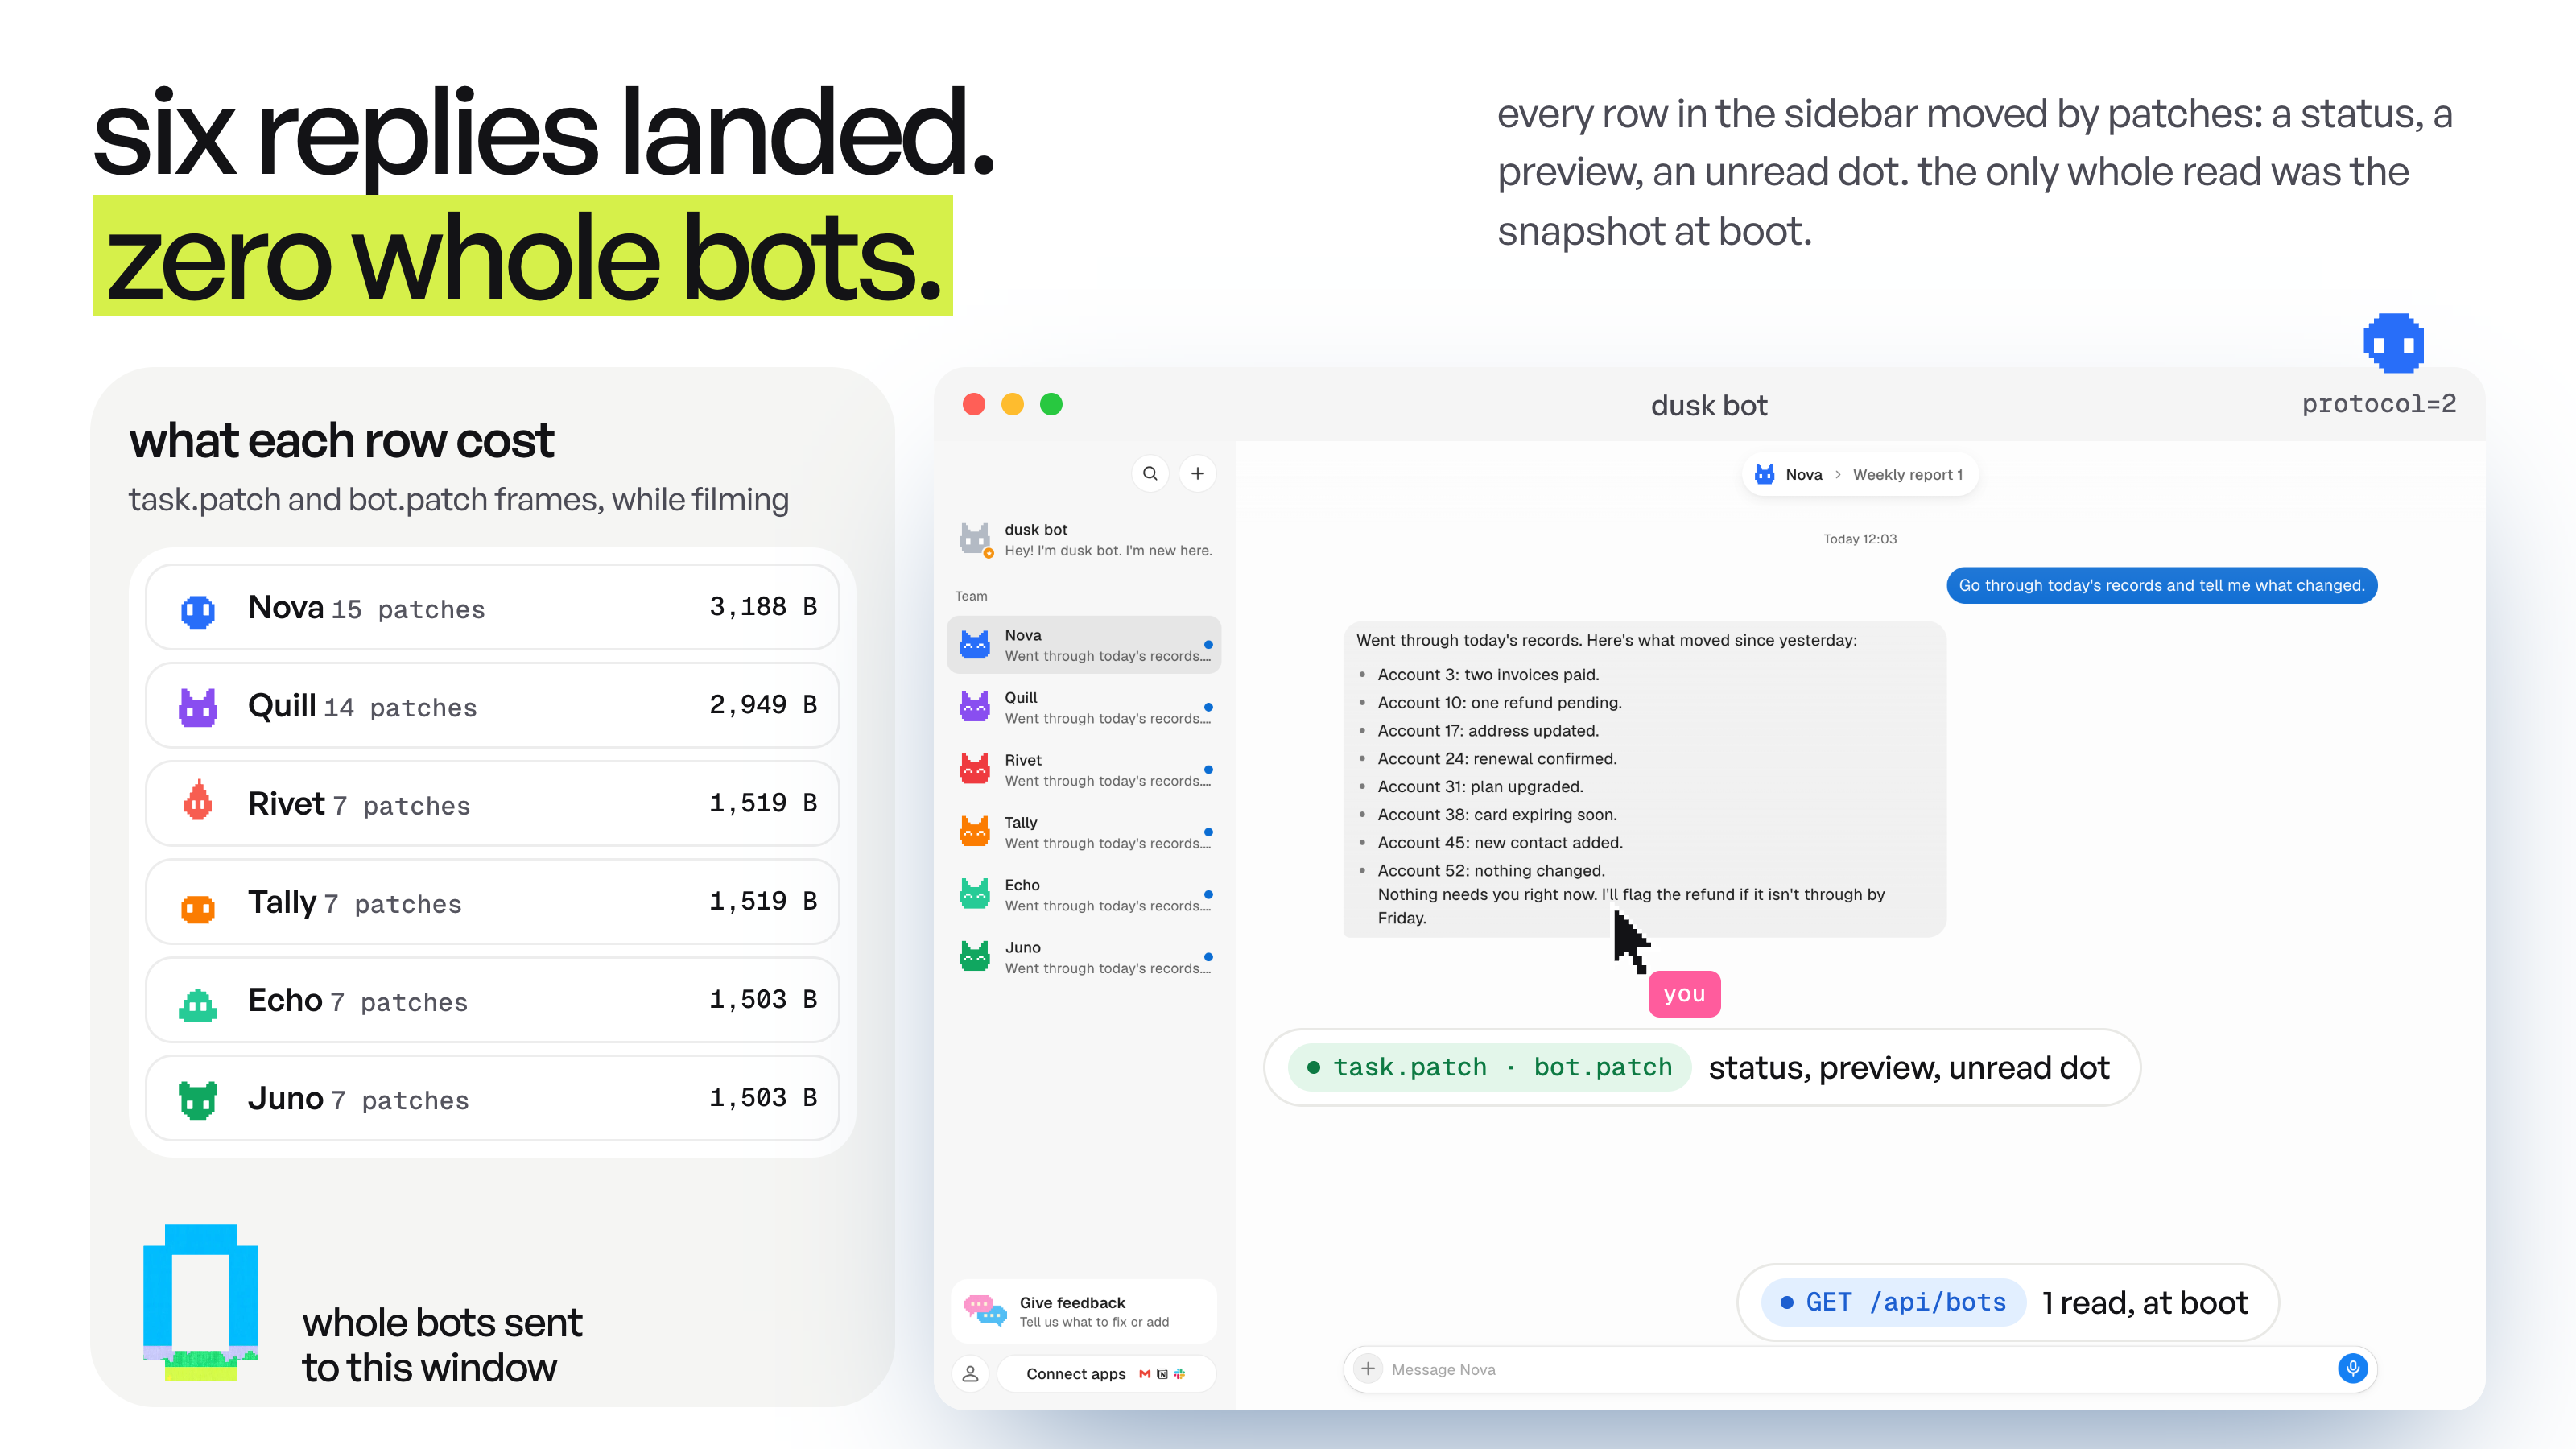 six replies landed.
zero whole bots.
every row in the sidebar moved by patches: a status, a
preview, an unread dot. the only whole read was the
snapshot at boot.
what each row cost
task.patch and bot.patch frames, while filming
Nova 15 patches 3,188 B
Quill 14 patches 2,949 B
Rivet 7 patches 1,519 B
Tally 7 patches 1,519 B
Echo 7 patches 1,503 B
Juno 7 patches 1,503 B
0
whole bots sent
to this window
dusk bot
protocol=2
dusk bot
Hey! I'm dusk bot. I'm new here.
Team
Nova
Went through today's records....
Quill
Went through today's records....
Rivet
Went through today's records....
Tally
Went through today's records....
Echo
Went through today's records....
Juno
Went through today's records....
Give feedback
Tell us what to fix or add
Connect apps
Nova > Weekly report 1
Today 12:03
Go through today's records and tell me what changed.
Went through today's records. Here's what moved since yesterday:
• Account 3: two invoices paid.
• Account 10: one refund pending.
• Account 17: address updated.
• Account 24: renewal confirmed.
• Account 31: plan upgraded.
• Account 38: card expiring soon.
• Account 45: new contact added.
• Account 52: nothing changed.
Nothing needs you right now. I'll flag the refund if it isn't through by
Friday.
you
task.patch · bot.patch status, preview, unread dot
GET /api/bots 1 read, at boot
Message Nova